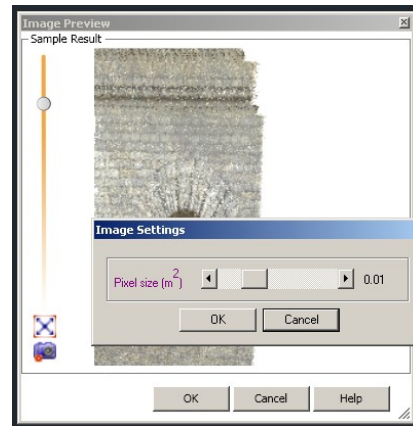 Image Preview
Sample Result
Image Settings
Pixel size (m²)
0.01
OK
Cancel
OK
Cancel
Help